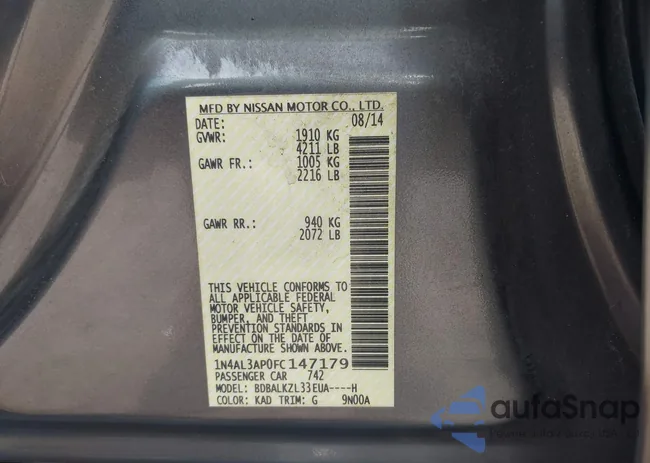 MFD BY NISSAN MOTOR CO., LTD.
DATE: 08/14
GVWR: 1910 KG
4211 LB
GAWR FR.: 1005 KG
2216 LB
GAWR RR.: 940 KG
2072 LB
THIS VEHICLE CONFORMS TO
ALL APPLICABLE FEDERAL
MOTOR VEHICLE SAFETY,
BUMPER, AND THEFT
PREVENTION STANDARDS IN
EFFECT ON THE DATE OF
MANUFACTURE SHOWN ABOVE.
1N4AL3AP0FC147179
PASSENGER CAR 742
MODEL: BDBALKZL33EUA----H
COLOR: KAD TRIM: G 9N00A
autaSnap